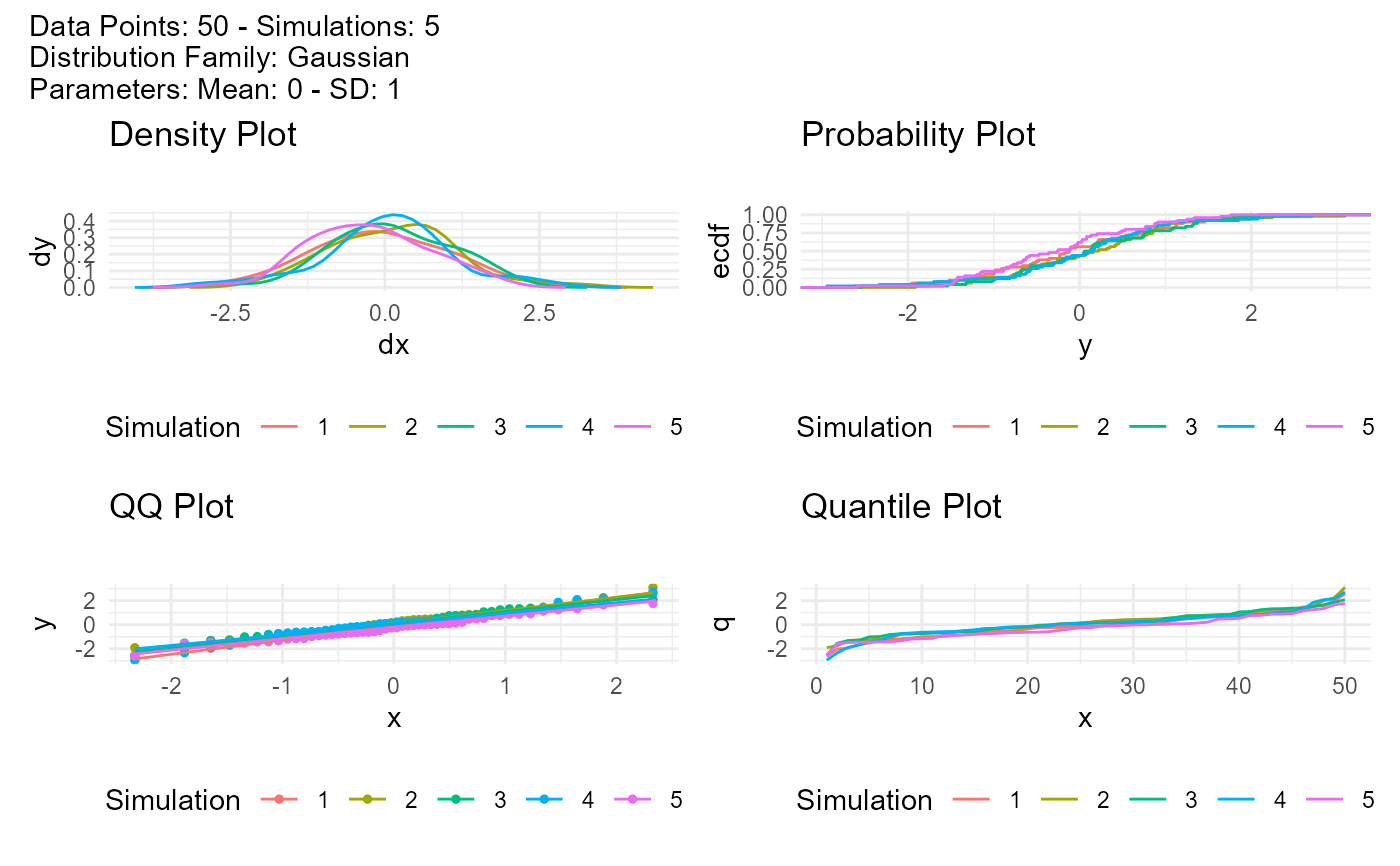 Data Points: 50 - Simulations: 5
Distribution Family: Gaussian
Parameters: Mean: 0 - SD: 1
Density Plot
dy
0.4
0.3
0.2
0.1
0.0
-2.5 0.0 2.5
dx
Simulation 1 2 3 4 5
Probability Plot
ecdf
1.00
0.75
0.50
0.25
0.00
-2 0 2
y
Simulation 1 2 3 4 5
QQ Plot
y
2
0
-2
-2 -1 0 1 2
x
Simulation 1 2 3 4 5
Quantile Plot
q
2
0
-2
0 10 20 30 40 50
x
Simulation 1 2 3 4 5